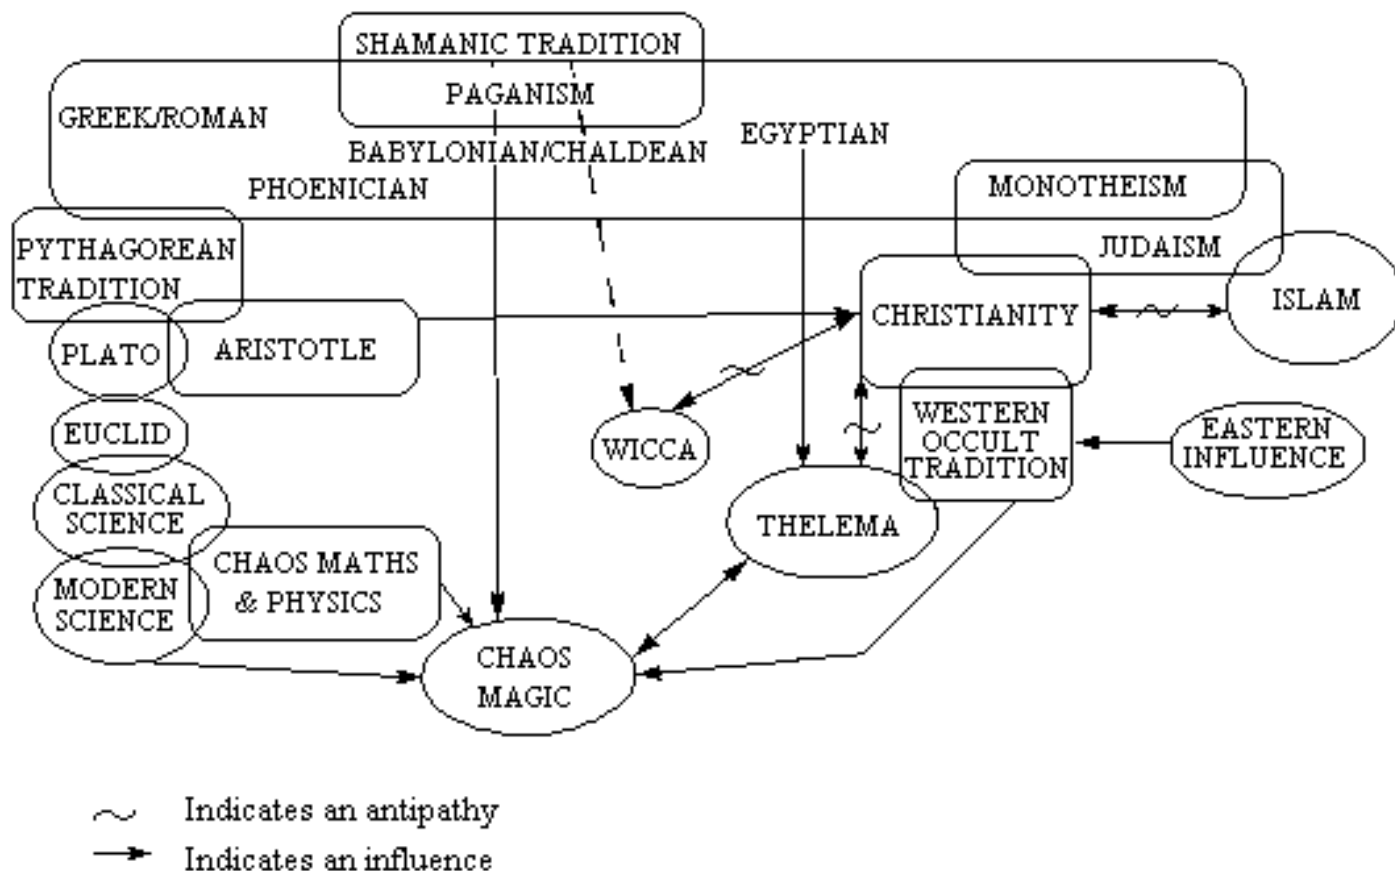 SHAMANIC TRADITION
PAGANISM
GREEK/ROMAN
EGYPTIAN
BABYLONIAN/CHALDEAN
PHOENICIAN
MONOTHEISM
JUDAISM
PYTHAGOREAN
TRADITION
ISLAM
CHRISTIANITY
PLATO
ARISTOTLE
EUCLID
WICCA
WESTERN
OCCULT
TRADITION
EASTERN
INFLUENCE
CLASSICAL
SCIENCE
THELEMA
CHAOS MATHS
& PHYSICS
MODERN
SCIENCE
CHAOS
MAGIC
Indicates an antipathy
Indicates an influence